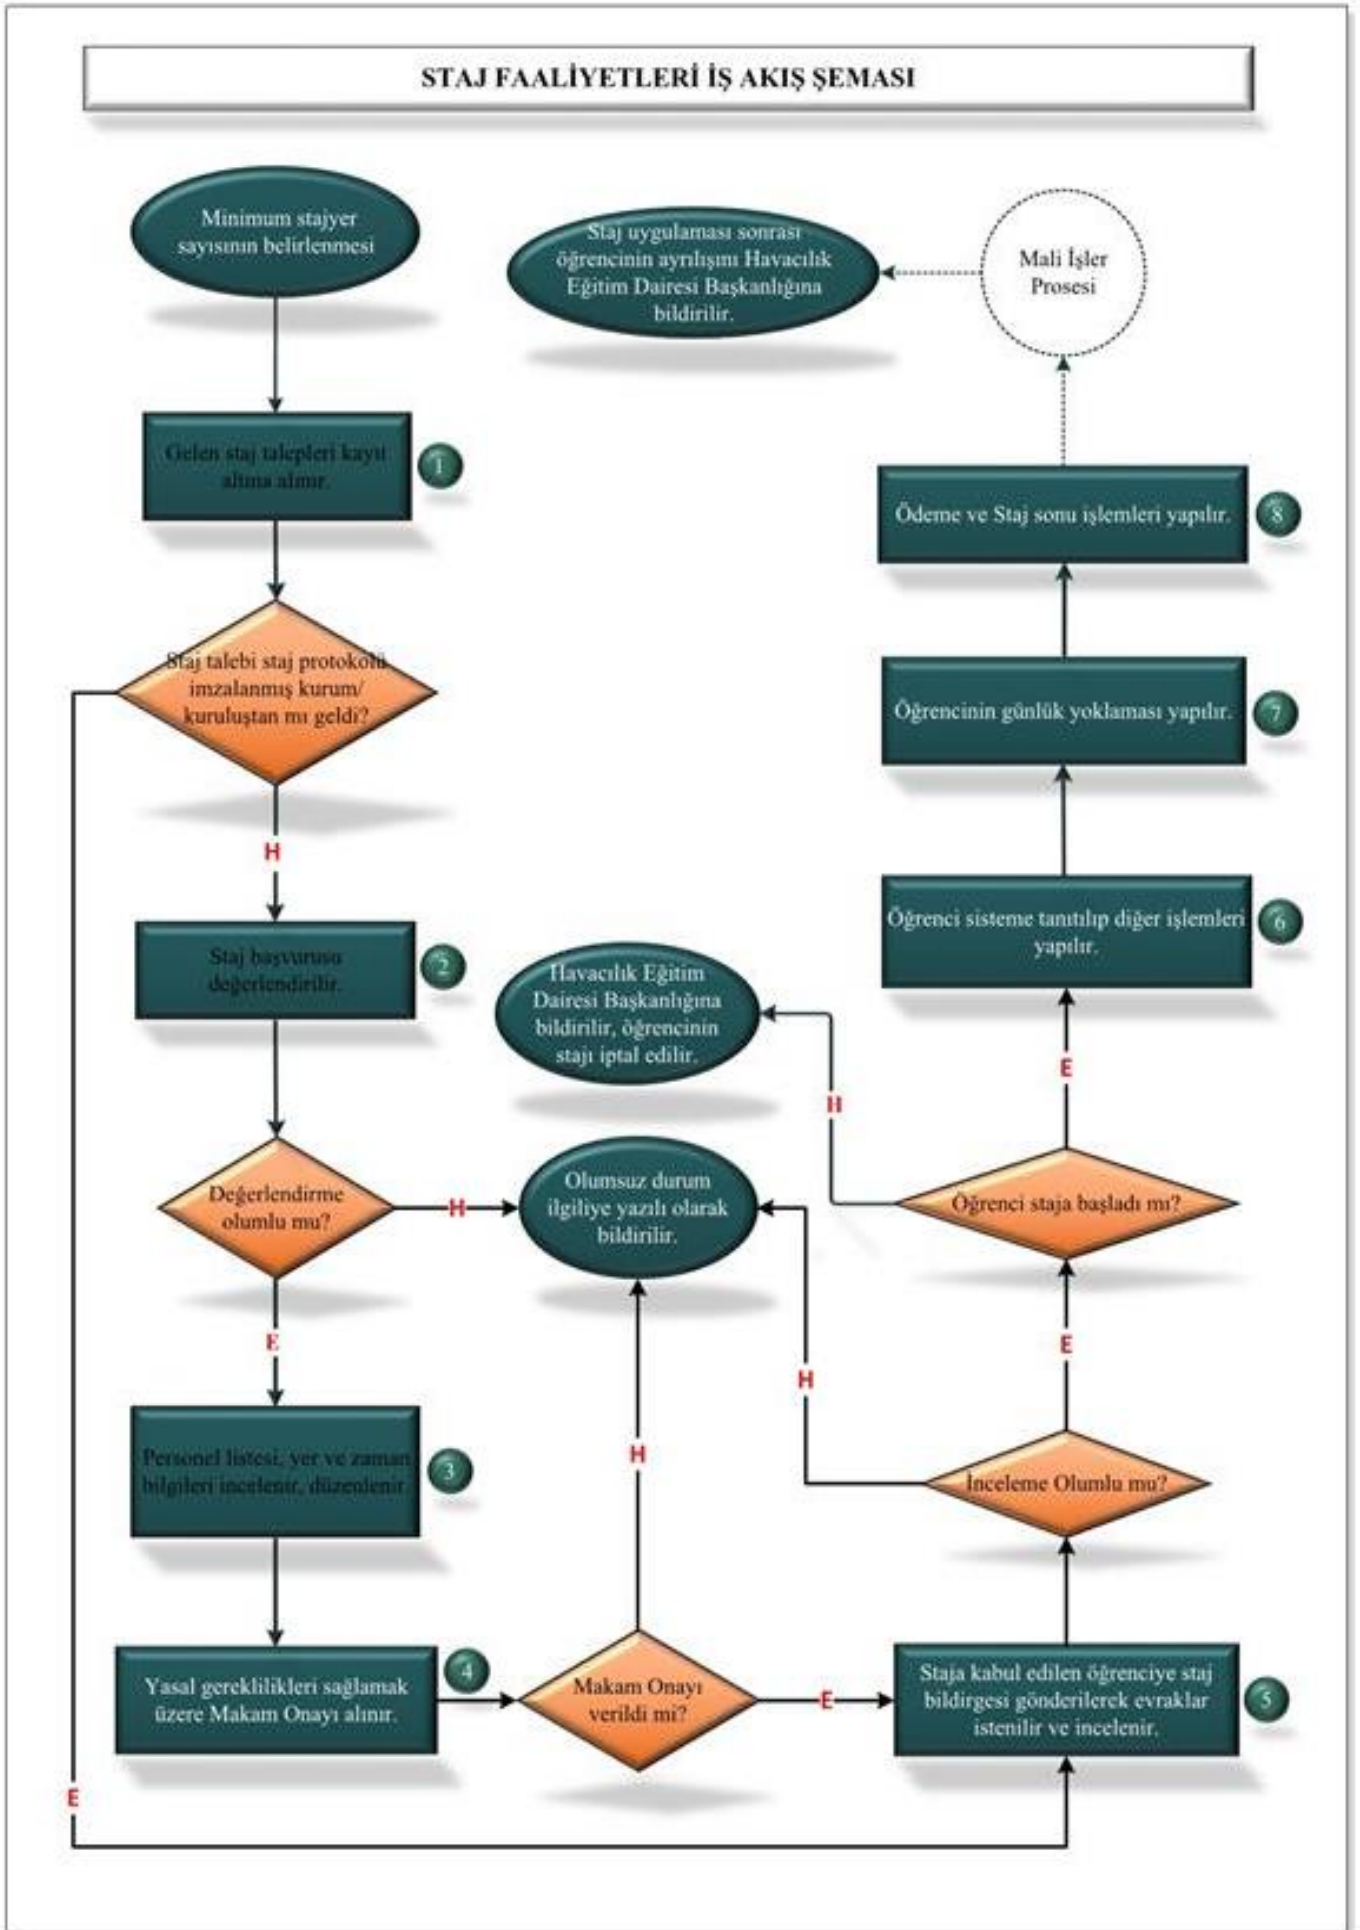 STAJ FAALİYETLERİ İŞ AKIŞ ŞEMASI
Minimum stajyer
sayısının belirlenmesi
Gelen staj talepleri kayıt
altına alınır.
1
Staj talebi staj protokolü
imzalanmış kurum/
kuruluştan mı geldi?
H
E
Staj başvurusu
değerlendirilir.
2
Değerlendirme
olumlu mu?
H
E
Personel listesi, yer ve zaman
bilgileri incelenir, düzenlenir.
3
Yasal gereklilikleri sağlamak
üzere Makam Onayı alınır.
4
Makam Onayı
verildi mi?
H
E
Olumsuz durum
ilgiliye yazılı olarak
bildirilir.
Staja kabul edilen öğrenciye staj
bildirgesi gönderilerek evraklar
istenilir ve incelenir.
5
İnceleme Olumlu mu?
H
E
Öğrenci staja başladı mı?
H
E
Havacılık Eğitim
Dairesi Başkanlığına
bildirilir, öğrencinin
stajı iptal edilir.
Öğrenci sisteme tanıtılıp diğer işlemleri
yapılır.
6
Öğrencinin günlük yoklaması yapılır.
7
Ödeme ve Staj sonu işlemleri yapılır.
8
Mali İşler
Prosesi
Staj uygulaması sonrası
öğrencinin ayrılışını Havacılık
Eğitim Dairesi Başkanlığına
bildirilir.